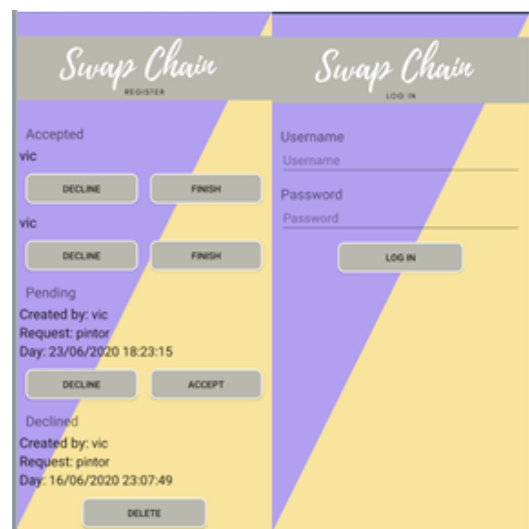 Swap Chain
REGISTER
Accepted
vic
DECLINE FINISH
vic
DECLINE FINISH
Pending
Created by: vic
Request: pintor
Day: 23/06/2020 18:23:15
DECLINE ACCEPT
Declined
Created by: vic
Request: pintor
Day: 16/06/2020 23:07:49
DELETE
Swap Chain
LOG IN
Username
Username
Password
Password
LOG IN